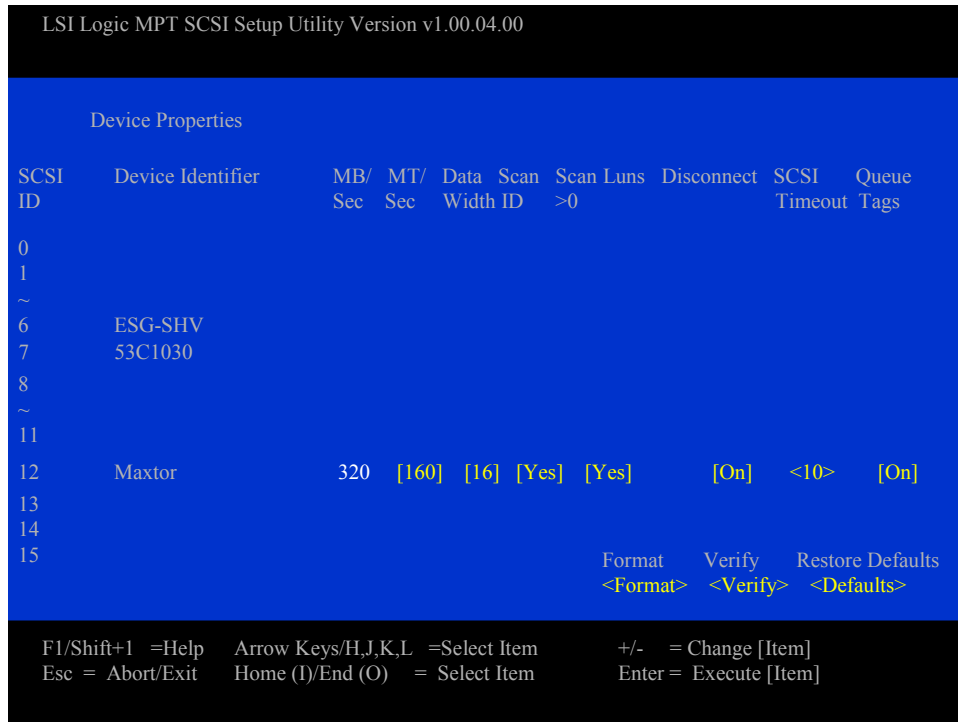 LSI Logic MPT SCSI Setup Utility Version v1.00.04.00
Device Properties
SCSI Device Identifier MB/ MT/ Data Scan Scan Luns Disconnect SCSI Queue
ID Sec Sec Width ID >0 Timeout Tags
0
1
~
6 ESG-SHV
7 53C1030
8
~
11
12 Maxtor 320 [160] [16] [Yes] [Yes] [On] <10> [On]
13
14
15
Format Verify Restore Defaults
<Format> <Verify> <Defaults>
F1/Shift+1 =Help Arrow Keys/H,J,K,L =Select Item +/- = Change [Item]
Esc = Abort/Exit Home (I)/End (O) = Select Item Enter = Execute [Item]